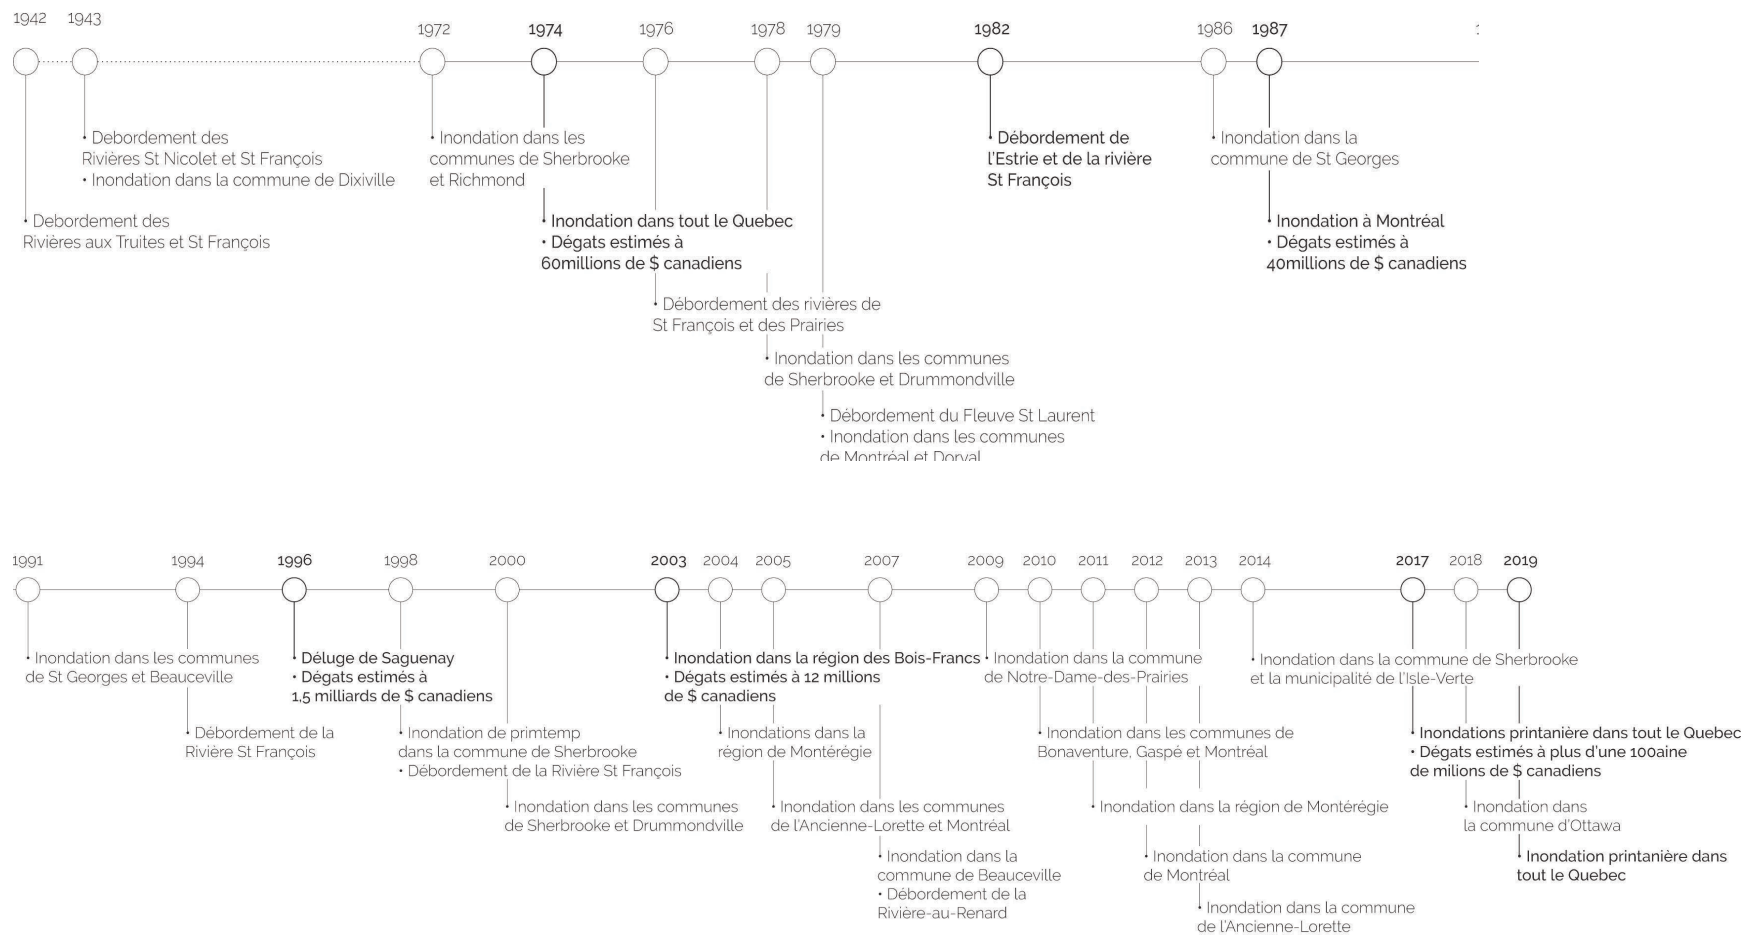 1942
1943
1972
1974
1976
1978
1979
1982
1986
1987
• Debordement des
Rivières St Nicolet et St François
• Inondation dans la commune de Dixiville
• Debordement des
Rivières aux Truites et St François
• Inondation dans les
communes de Sherbrooke
et Richmond
• Inondation dans tout le Quebec
• Dégats estimés à
60millions de $ canadiens
• Débordement des rivières de
St François et des Prairies
• Inondation dans les communes
de Sherbrooke et Drummondville
• Débordement du Fleuve St Laurent
• Inondation dans les communes
de Montréal et Dorval
• Débordement de
l'Estrie et de la rivière
St François
• Inondation dans la
commune de St Georges
• Inondation à Montréal
• Dégats estimés à
40millions de $ canadiens
1991
1994
1996
1998
2000
2003
2004
2005
2007
2009
2010
2011
2012
2013
2014
2017
2018
2019
• Inondation dans les communes
de St Georges et Beauceville
• Débordement de la
Rivière St François
• Déluge de Saguenay
• Dégats estimés à
1,5 milliards de $ canadiens
• Inondation de printemp
dans la commune de Sherbrooke
• Débordement de la Rivière St François
• Inondation dans les communes
de Sherbrooke et Drummondville
• Inondation dans la région des Bois-Francs
• Dégats estimés à 12 millions
de $ canadiens
• Inondations dans la
région de Montérégie
• Inondation dans les communes
de l'Ancienne-Lorette et Montréal
• Inondation dans la
commune de Beauceville
• Débordement de la
Rivière-au-Renard
• Inondation dans la commune
de Notre-Dame-des-Prairies
• Inondation dans les communes de
Bonaventure, Gaspé et Montréal
• Inondation dans la région de Montérégie
• Inondation dans la commune
de Montréal
• Inondation dans la commune
de l'Ancienne-Lorette
• Inondation dans la commune de Sherbrooke
et la municipalité de l'Isle-Verte
• Inondations printanière dans tout le Quebec
• Dégats estimés à plus d'une 100aine
de milions de $ canadiens
• Inondation dans
la commune d'Ottawa
• Inondation printanière dans
tout le Quebec